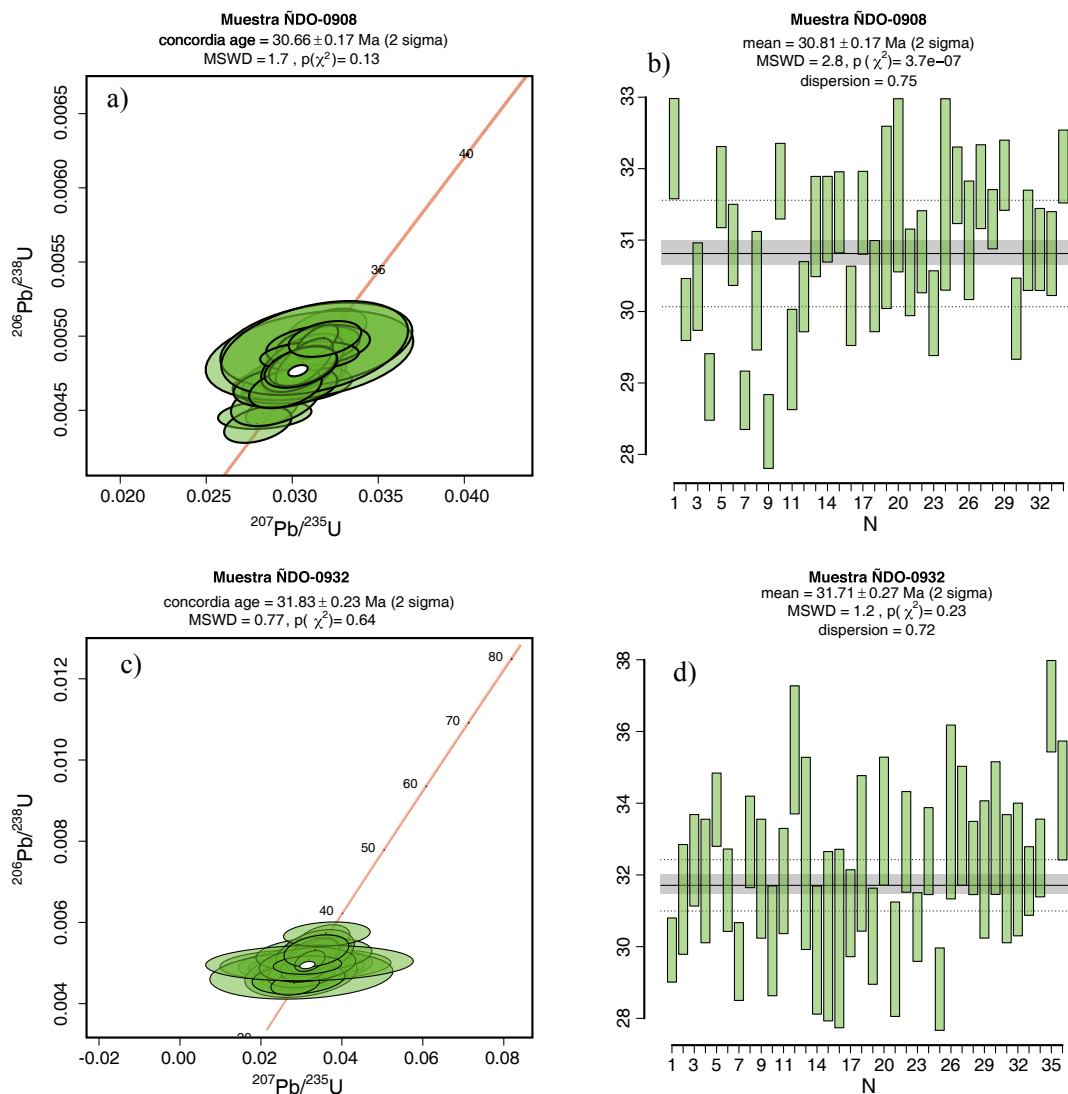 Muestra ÑDO-0908
concordia age = 30.66 ± 0.17 Ma (2 sigma)
MSWD = 1.7 , p(χ²)= 0.13
a)
0.0065
0.0060
0.0055
0.0050
0.0045
206Pb/238U
40
35
0.020 0.025 0.030 0.035 0.040
207Pb/235U
Muestra ÑDO-0908
mean = 30.81 ± 0.17 Ma (2 sigma)
MSWD = 2.8, p ( χ²) = 3.7e−07
dispersion = 0.75
b)
33
32
31
30
29
28
1 3 5 7 9 11 14 17 20 23 26 29 32
N
Muestra ÑDO-0932
concordia age = 31.83 ± 0.23 Ma (2 sigma)
MSWD = 0.77 , p( χ²)= 0.64
c)
0.012
0.010
0.008
0.006
0.004
206Pb/238U
80
70
60
50
40
-0.02 0.00 0.02 0.04 0.06 0.08
207Pb/235U
Muestra ÑDO-0932
mean = 31.71 ± 0.27 Ma (2 sigma)
MSWD = 1.2 , p( χ²) = 0.23
dispersion = 0.72
d)
38
36
34
32
30
28
1 3 5 7 9 11 14 17 20 23 26 29 32 35
N